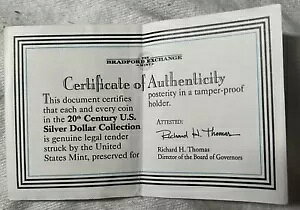 THE
BRADFORD EXCHANGE
MINT
Certificate of Authenticity
This document certifies
that each and every coin
in the 20th Century U.S.
Silver Dollar Collection
is genuine legal tender
struck by the United
States Mint, preserved for
posterity in a tamper-proof
holder.
ATTESTED:
Richard H. Thomas
Richard H. Thomas
Director of the Board of Governors